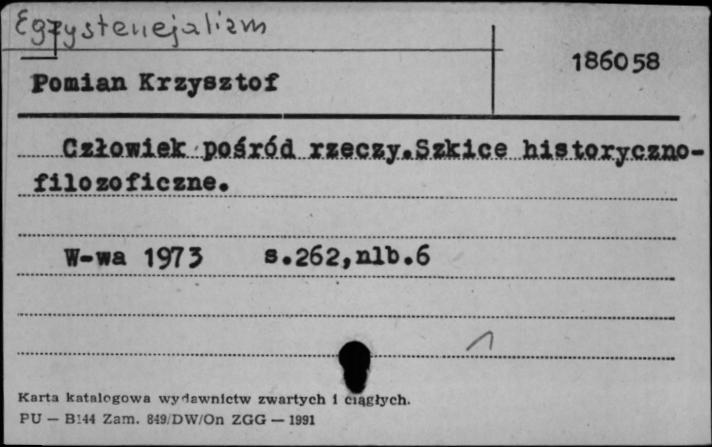 Egzystencjalizm
186058
Pomian Krzysztof
Człowiek pośród rzeczy.Szkice historyczno-
filozoficzne.
W-wa 1973 s.262,nlb.6
1
Karta katalogowa wydawnictw zwartych i ciągłych.
PU — B144 Zam. 849/DW/On ZGG — 1991